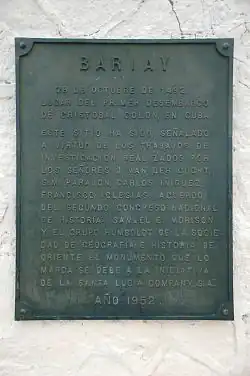 BARIAY
28 DE OCTUBRE DE 1492
LUGAR DEL PRIMER DESEMBARCO
DE CRISTOBAL COLON EN CUBA
ESTE SITIO HA SIDO SEÑALADO
A VIRTUD DE LOS TRABAJOS DE
INVESTIGACION REALIZADOS POR
LOS SEÑORES J. VAN DER GUCHT
S.M. PARAJON CARLOS IÑIGUEZ
FRANCISCO IGLESIAS ACUERDO
DEL SEGUNDO CONGRESO NACIONAL
DE HISTORIA SAMUEL E. MORISON
Y EL GRUPO HUMBOLDT DE LA SOCIE
DAD DE GEOGRAFIA E HISTORIA DE
ORIENTE EL MONUMENTO QUE LO
MARCA SE DEBE A LA INICIATIVA
DE LA SANTA LUCIA COMPANY S.A.
AÑO 1952